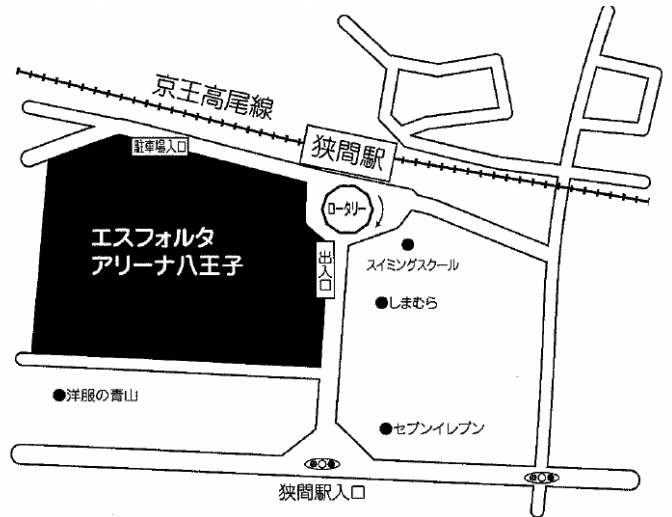 京王高尾線
狭間駅
駐車場入口
ロータリー
エスフォルタ
アリーナ八王子
出入口
スイミングスクール
しまむら
洋服の青山
セブンイレブン
狭間駅入口